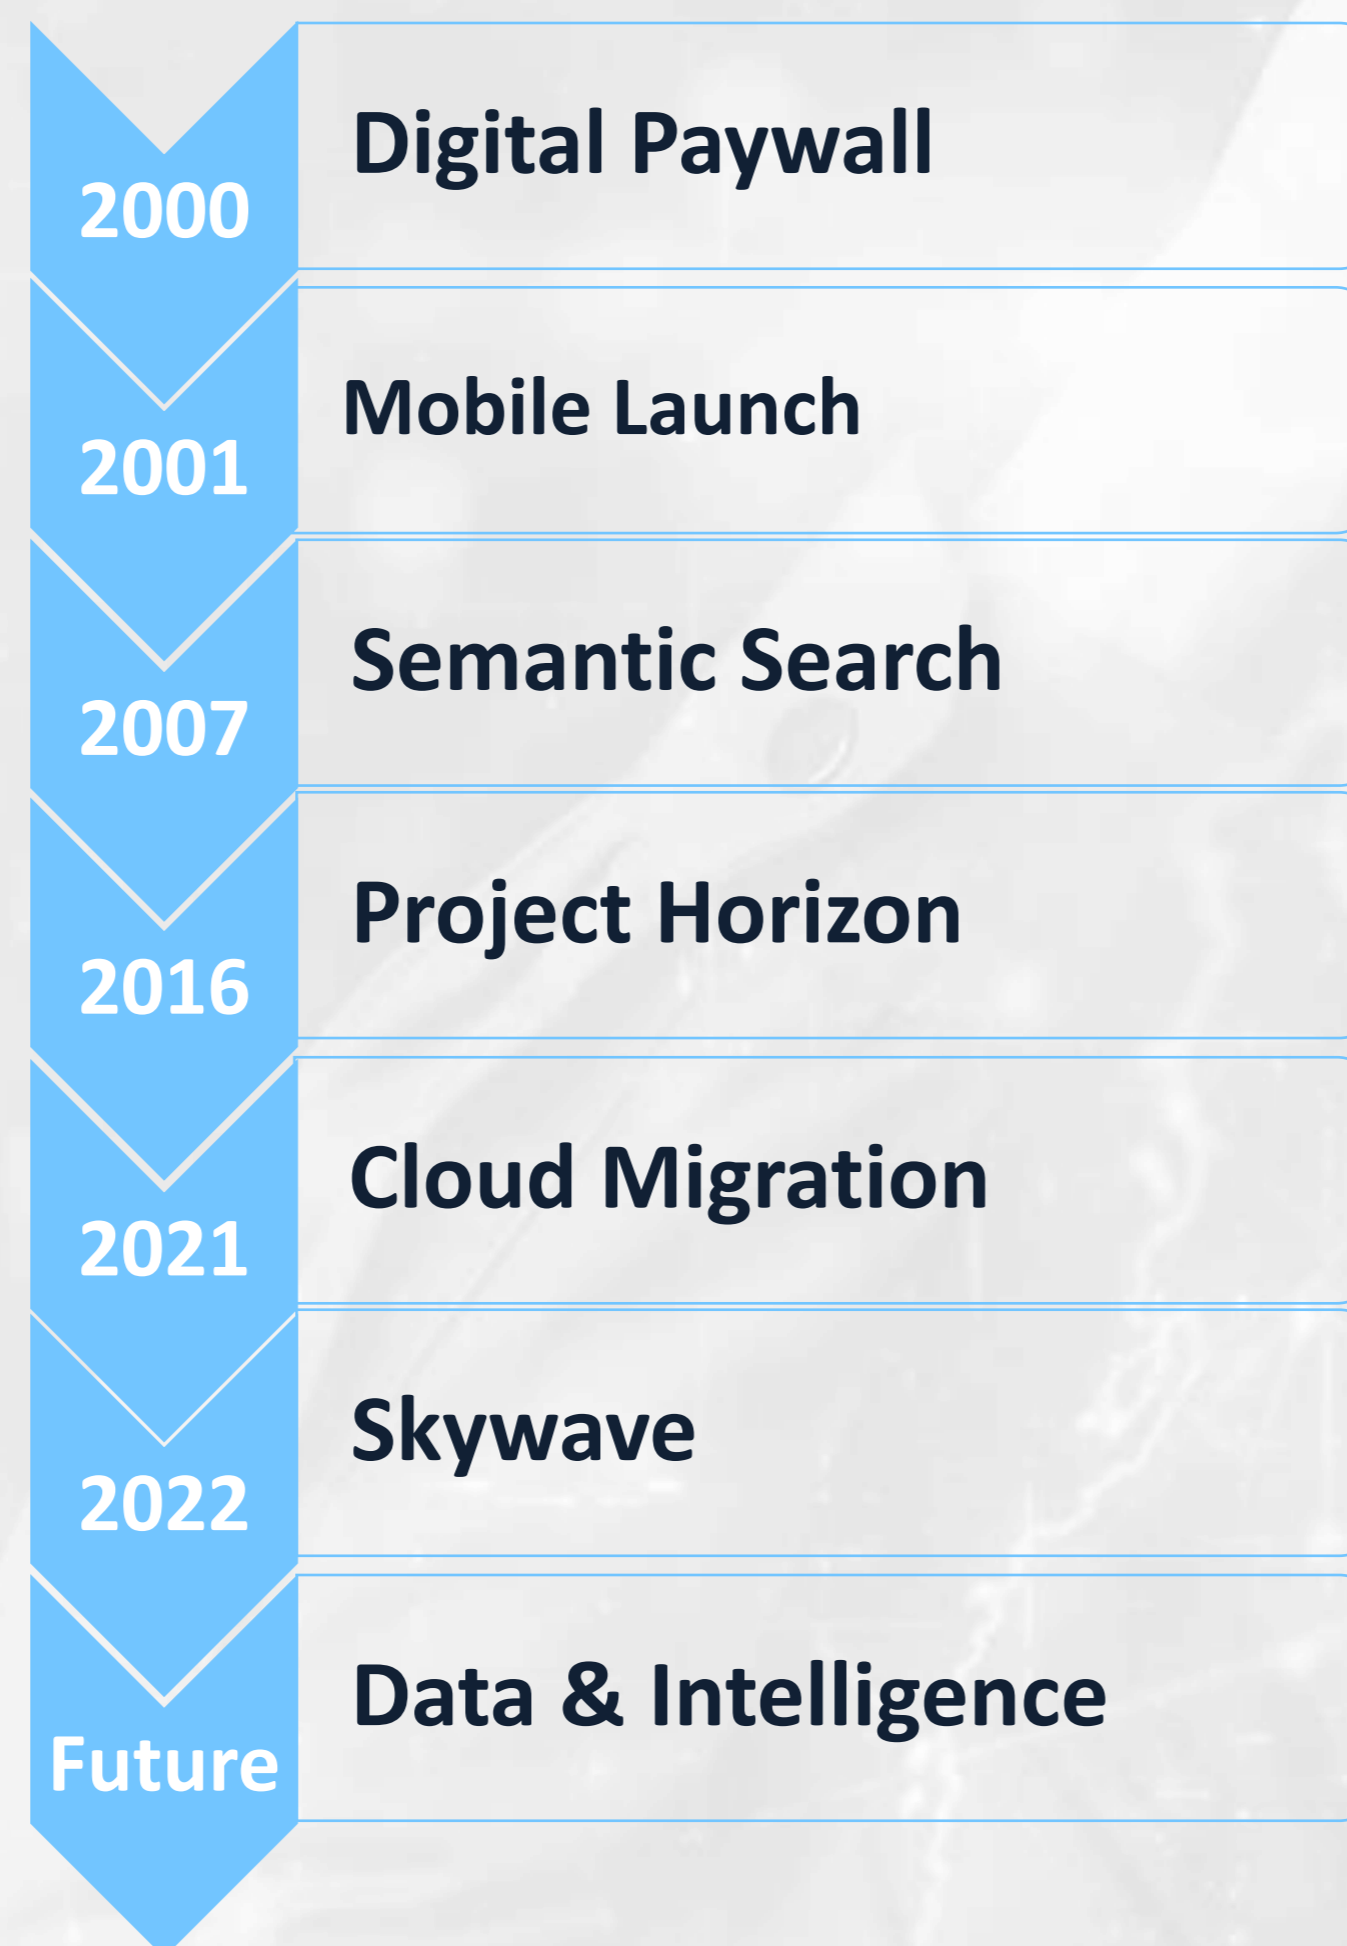 2000
Digital Paywall
2001
Mobile Launch
2007
Semantic Search
2016
Project Horizon
2021
Cloud Migration
2022
Skywave
Future
Data & Intelligence